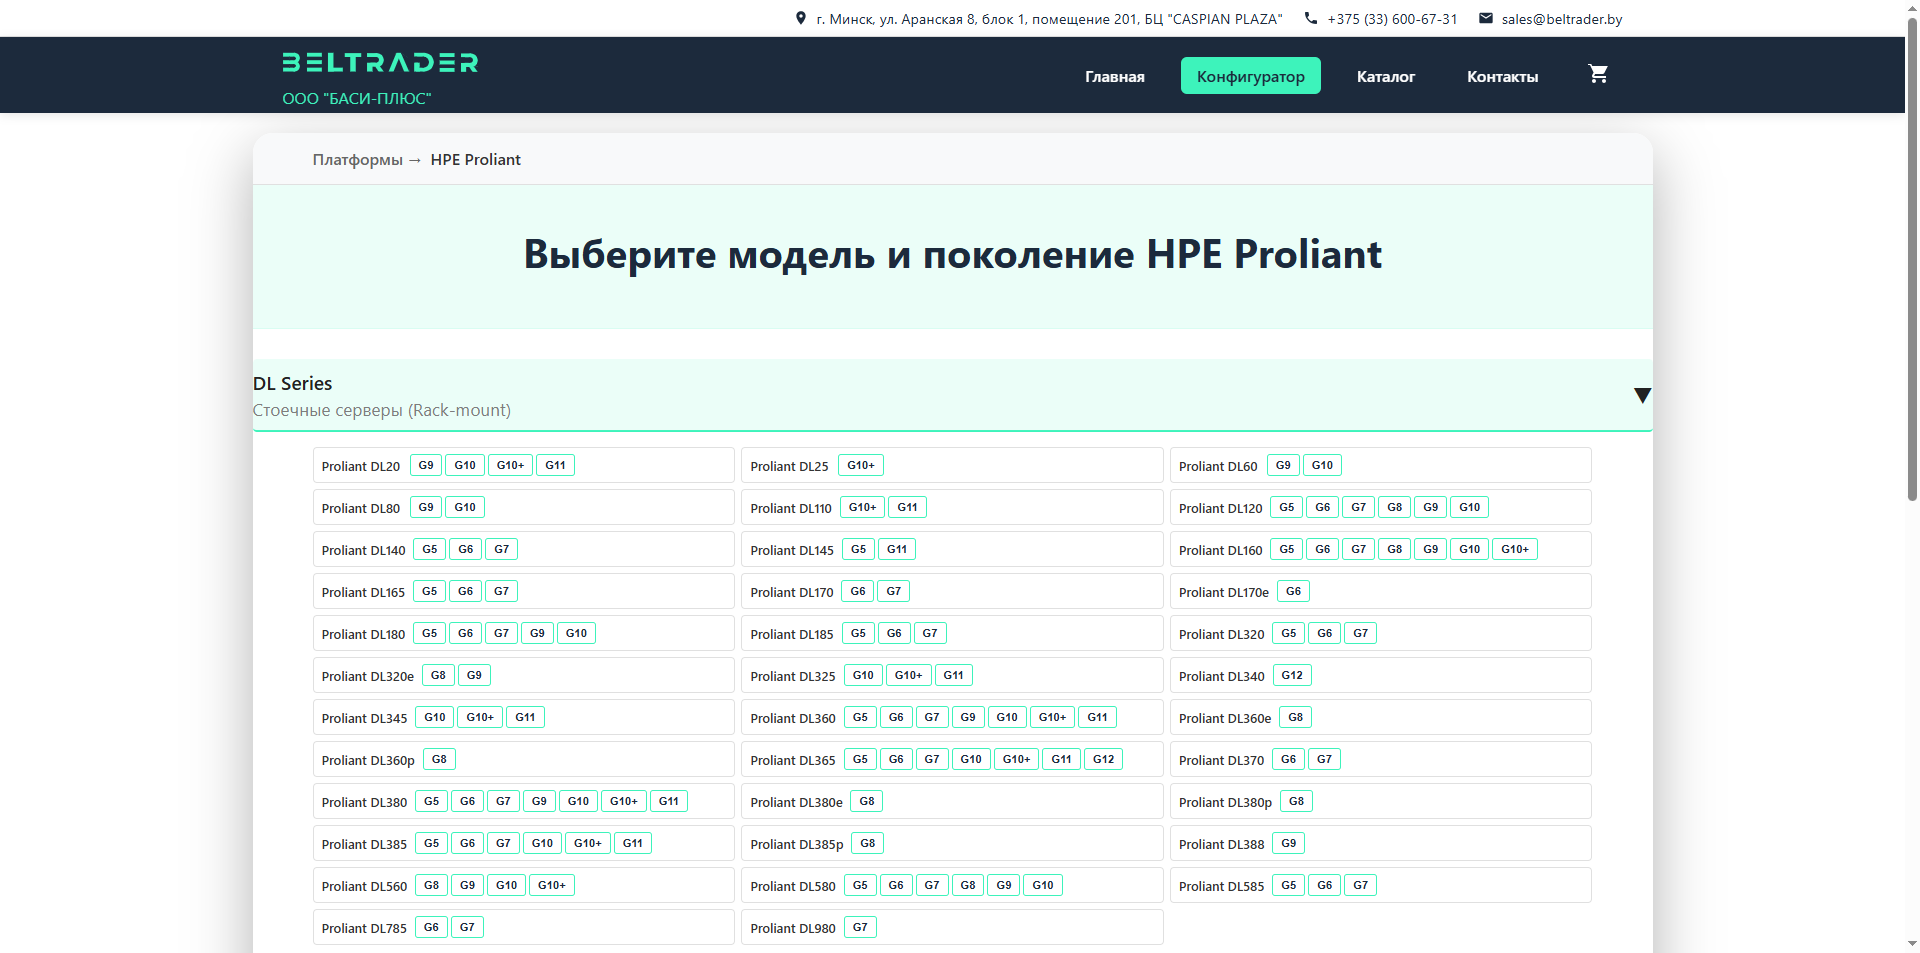 г. Минск, ул. Аранская 8, блок 1, помещение 201, БЦ "CASPIAN PLAZA" +375 (33) 600-67-31 sales@beltrader.by
BELTRADER
ООО "БАСИ-ПЛЮС"
Главная Конфигуратор Каталог Контакты
Платформы → HPE Proliant
Выберите модель и поколение HPE Proliant
DL Series
Стоечные серверы (Rack-mount)
Proliant DL20 G9 G10 G10+ G11
Proliant DL25 G10+
Proliant DL60 G9 G10
Proliant DL80 G9 G10
Proliant DL110 G10+ G11
Proliant DL120 G5 G6 G7 G8 G9 G10
Proliant DL140 G5 G6 G7
Proliant DL145 G5 G11
Proliant DL160 G5 G6 G7 G8 G9 G10 G10+
Proliant DL165 G5 G6 G7
Proliant DL170 G6 G7
Proliant DL170e G6
Proliant DL180 G5 G6 G7 G9 G10
Proliant DL185 G5 G6 G7
Proliant DL320 G5 G6 G7
Proliant DL320e G8 G9
Proliant DL325 G10 G10+ G11
Proliant DL340 G12
Proliant DL345 G10 G10+ G11
Proliant DL360 G5 G6 G7 G9 G10 G10+ G11
Proliant DL360e G8
Proliant DL360p G8
Proliant DL365 G5 G6 G7 G10 G10+ G11 G12
Proliant DL370 G6 G7
Proliant DL380 G5 G6 G7 G9 G10 G10+ G11
Proliant DL380e G8
Proliant DL380p G8
Proliant DL385 G5 G6 G7 G10 G10+ G11
Proliant DL385p G8
Proliant DL388 G9
Proliant DL560 G8 G9 G10 G10+
Proliant DL580 G5 G6 G7 G8 G9 G10
Proliant DL585 G5 G6 G7
Proliant DL785 G6 G7
Proliant DL980 G7